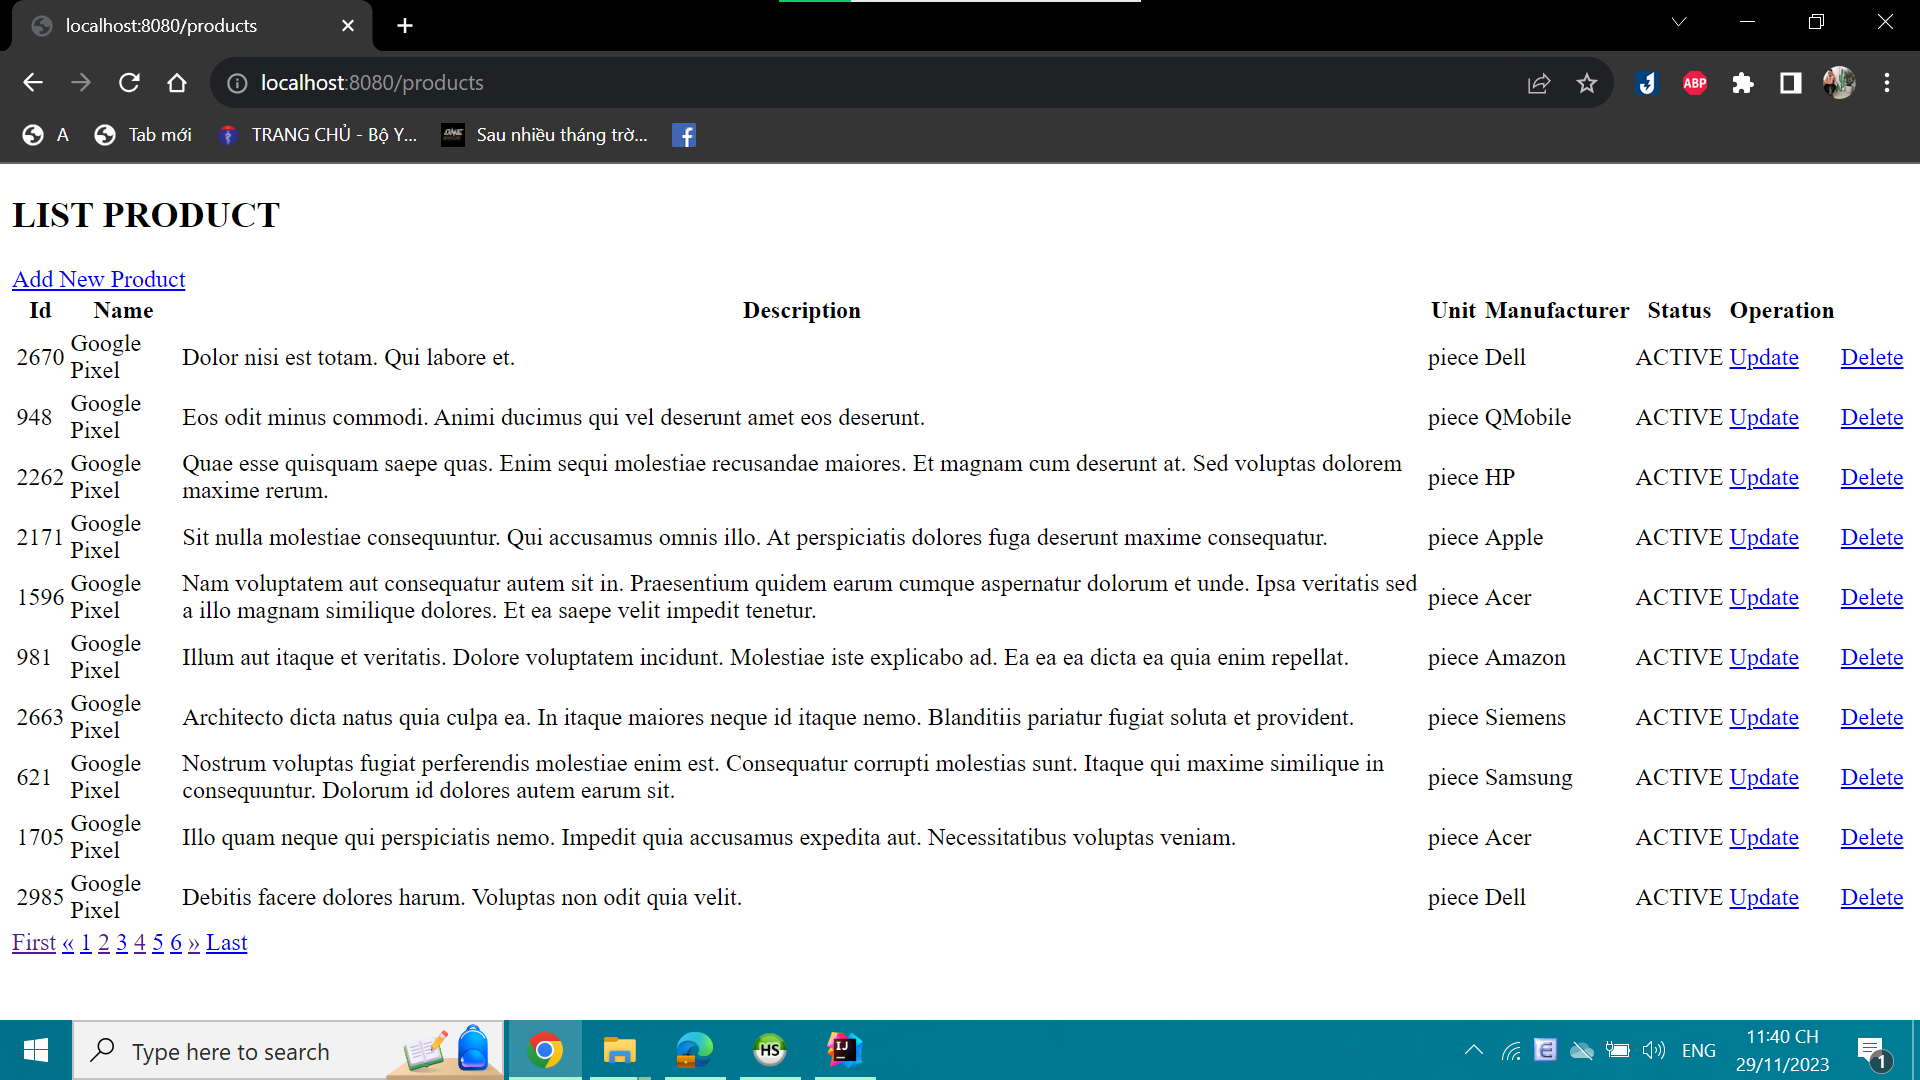 localhost:8080/products
localhost:8080/products
ABP
A Tab mới TRANG CHỦ - Bộ Y... Sau nhiều tháng trờ...
LIST PRODUCT
Add New Product
Id Name Description Unit Manufacturer Status Operation
2670 Google Pixel Dolor nisi est totam. Qui labore et. piece Dell ACTIVE Update Delete
948 Google Pixel Eos odit minus commodi. Animi ducimus qui vel deserunt amet eos deserunt. piece QMobile ACTIVE Update Delete
2262 Google Pixel Quae esse quisquam saepe quas. Enim sequi molestiae recusandae maiores. Et magnam cum deserunt at. Sed voluptas dolorem maxime rerum. piece HP ACTIVE Update Delete
2171 Google Pixel Sit nulla molestiae consequuntur. Qui accusamus omnis illo. At perspiciatis dolores fuga deserunt maxime consequatur. piece Apple ACTIVE Update Delete
1596 Google Pixel Nam voluptatem aut consequatur autem sit in. Praesentium quidem earum cumque aspernatur dolorum et unde. Ipsa veritatis sed a illo magnam similique dolores. Et ea saepe velit impedit tenetur. piece Acer ACTIVE Update Delete
981 Google Pixel Illum aut itaque et veritatis. Dolore voluptatem incidunt. Molestiae iste explicabo ad. Ea ea ea dicta ea quia enim repellat. piece Amazon ACTIVE Update Delete
2663 Google Pixel Architecto dicta natus quia culpa ea. In itaque maiores neque id itaque nemo. Blanditiis pariatur fugiat soluta et provident. piece Siemens ACTIVE Update Delete
621 Google Pixel Nostrum voluptas fugiat perferendis molestiae enim est. Consequatur corrupti molestias sunt. Itaque qui maxime similique in consequuntur. Dolorum id dolores autem earum sit. piece Samsung ACTIVE Update Delete
1705 Google Pixel Illo quam neque qui perspiciatis nemo. Impedit quia accusamus expedita aut. Necessitatibus voluptas veniam. piece Acer ACTIVE Update Delete
2985 Google Pixel Debitis facere dolores harum. Voluptas non odit quia velit. piece Dell ACTIVE Update Delete
First « 1 2 3 4 5 6 » Last
Type here to search
HS
IJ
E
ENG
11:40 CH
29/11/2023
1